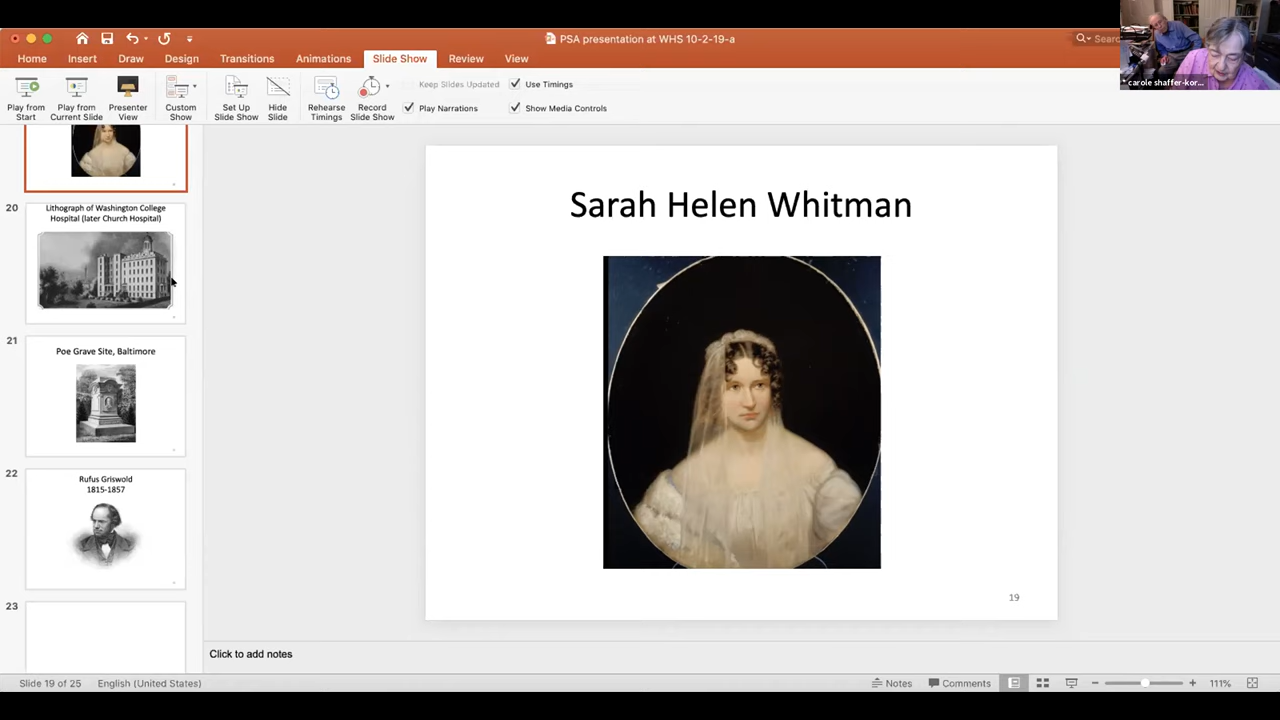 PSA presentation at WHS 10-2-19-a
Home Insert Draw Design Transitions Animations Slide Show Review View
Keep Slides Updated Use Timings
Play from Start Play from Current Slide Presenter View Custom Show Set Up Slide Show Hide Slide Rehearse Timings Record Slide Show Play Narrations Show Media Controls
carole shaffer-kor...
20
Lithograph of Washington College
Hospital (later Church Hospital)
21
Poe Grave Site, Baltimore
22
Rufus Griswold
1815-1857
23
Sarah Helen Whitman
19
Click to add notes
Slide 19 of 25 English (United States) Notes Comments 111%